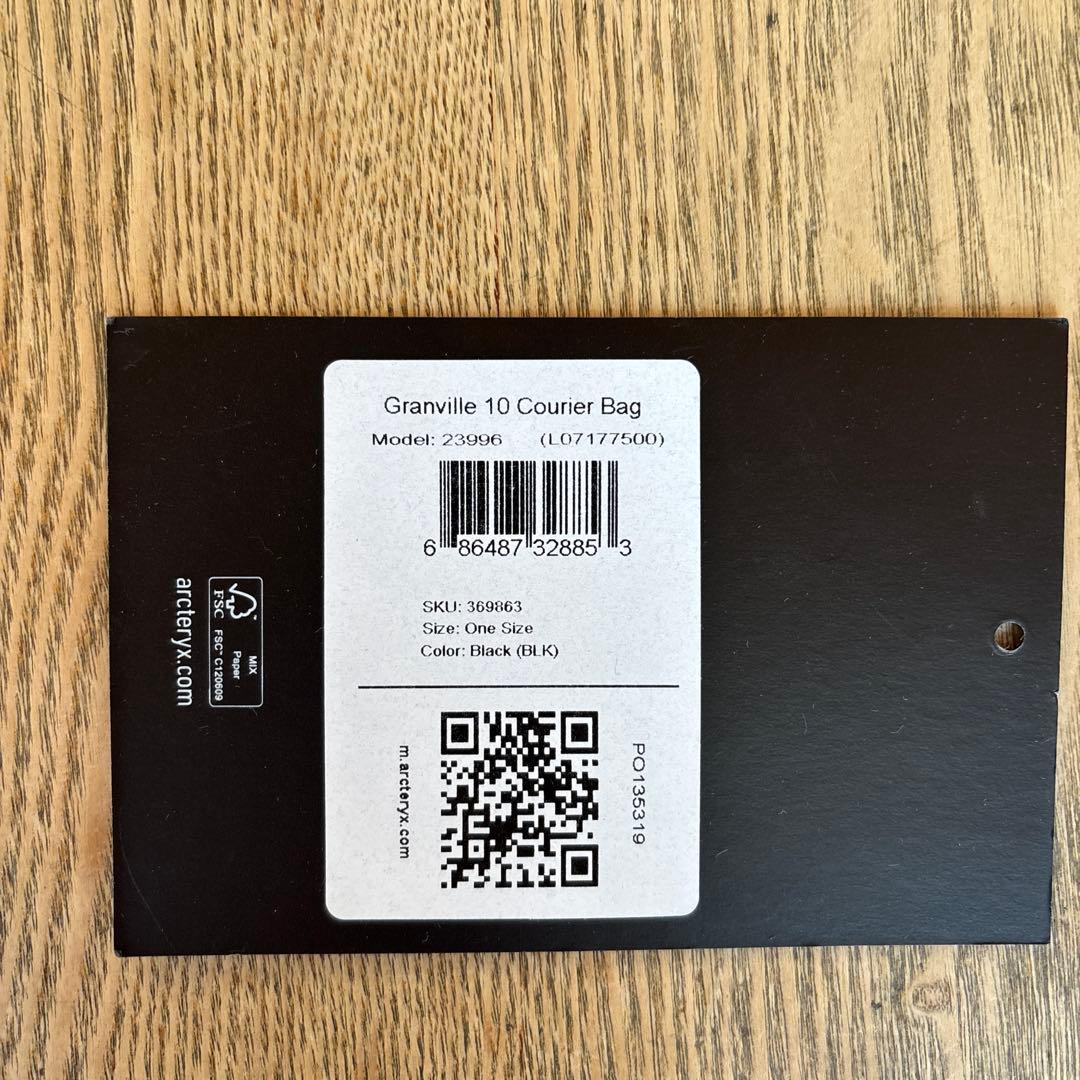 Granville 10 Courier Bag
Model: 23996 (L07177500)
6 86487 32885 3
SKU: 369863
Size: One Size
Color: Black (BLK)
m.arcteryx.com
PO135319
MIX
Paper
FSC
FSC™ C120609
arcteryx.com